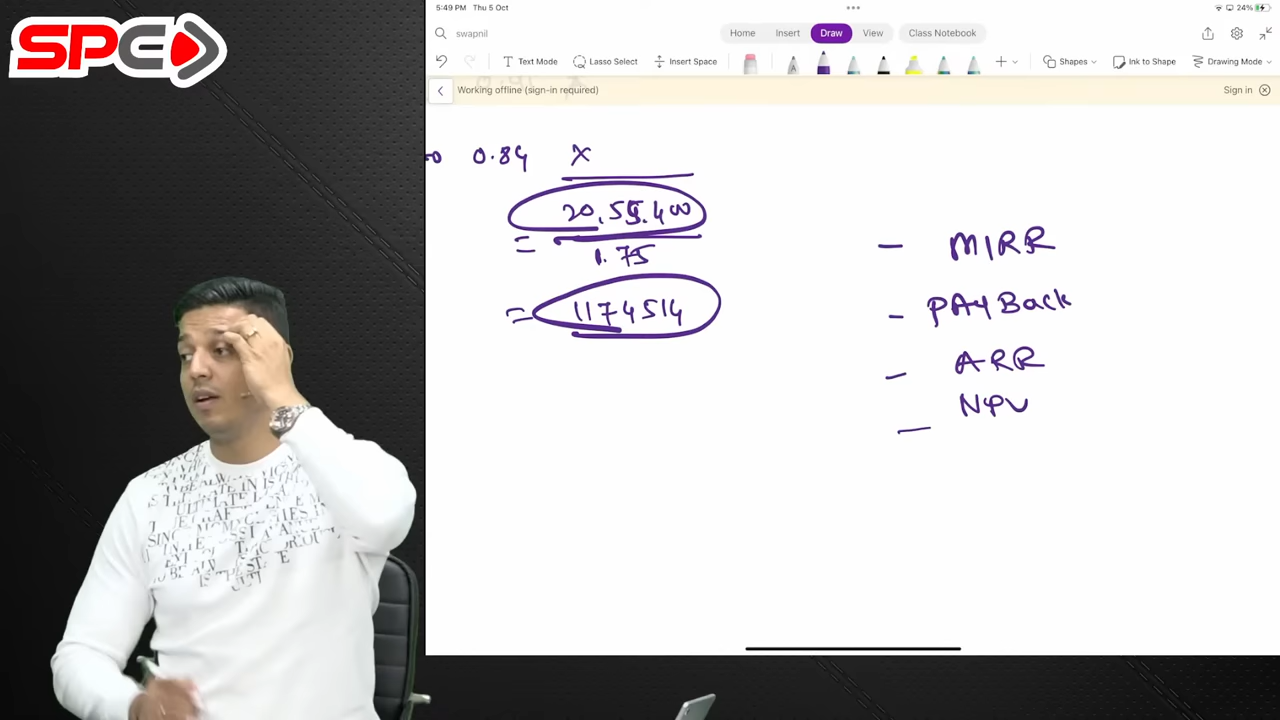 SPC
5:49 PM Thu 5 Oct
24%
swapnil
Home Insert Draw View Class Notebook
Text Mode Lasso Select Insert Space Shapes Ink to Shape Drawing Mode
Working offline (sign-in required) Sign in
0.84 X
20,55,400
= 1.75
= 1174514
- MIRR
- PAYBack
- ARR
- NPV